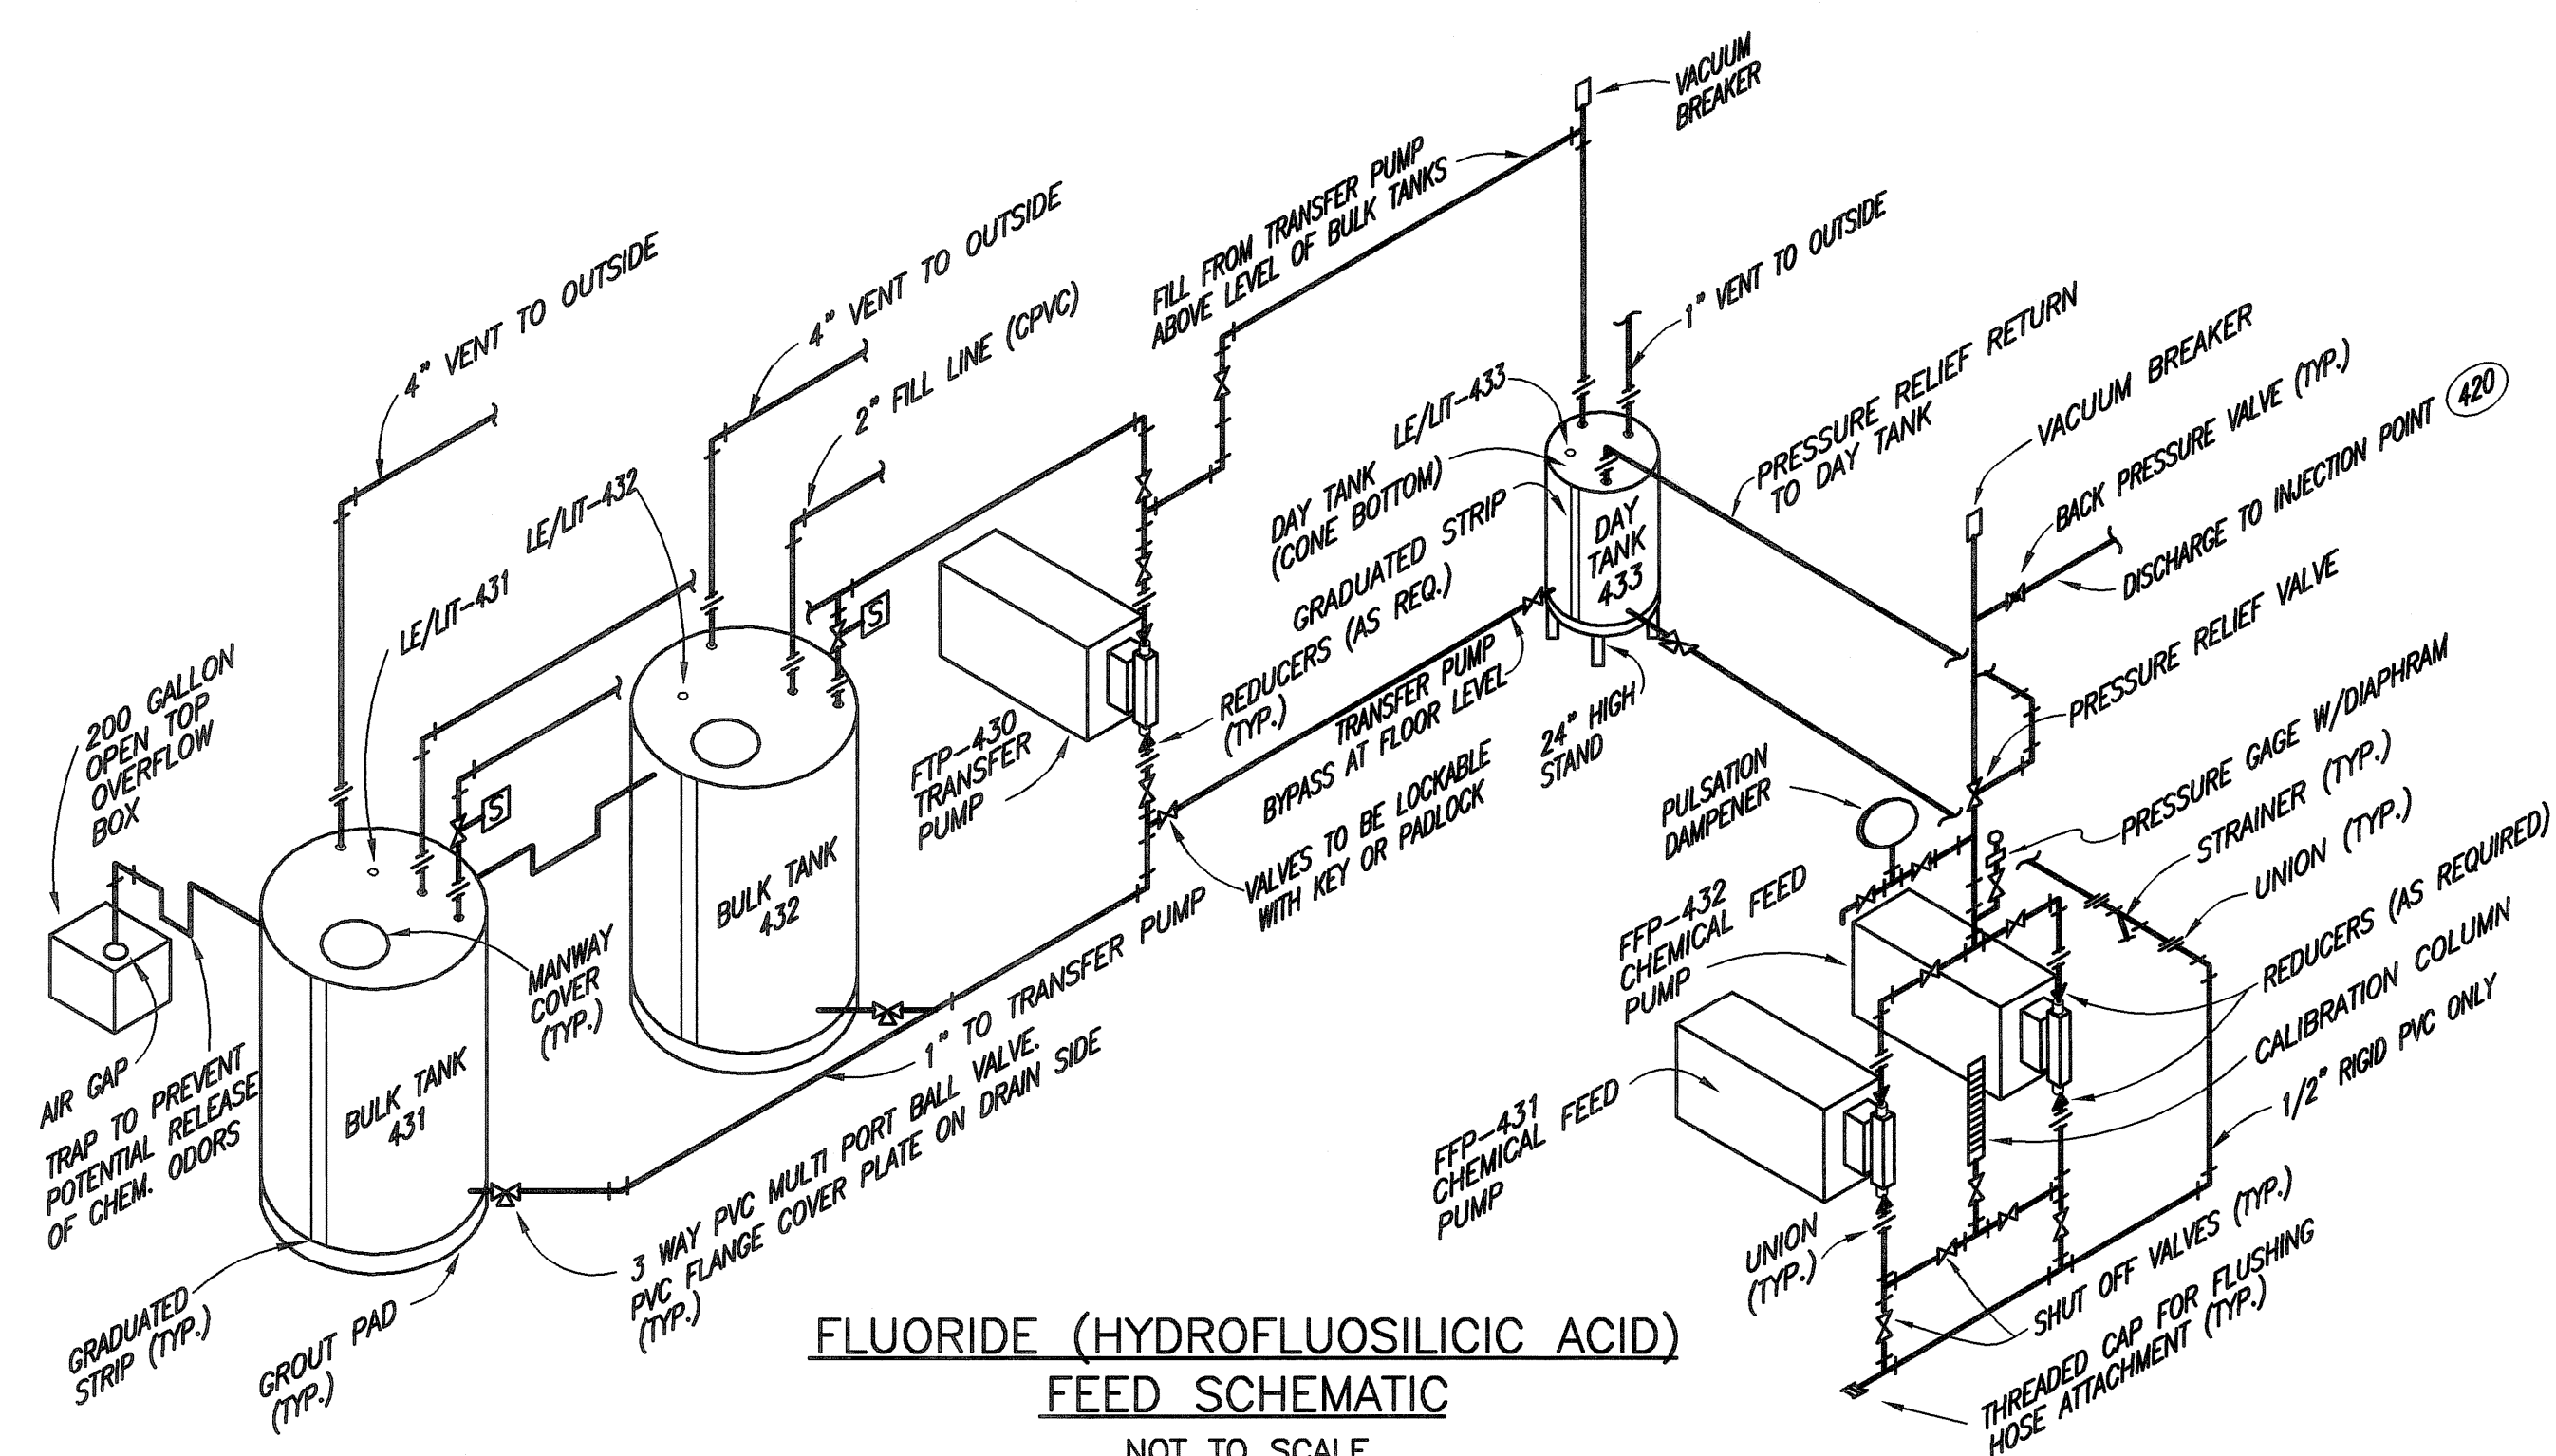 VACUUM
BREAKER
FILL FROM TRANSFER PUMP
ABOVE LEVEL OF BULK TANKS
4" VENT TO OUTSIDE
4" VENT TO OUTSIDE
2" FILL LINE (CPVC)
1" VENT TO OUTSIDE
PRESSURE RELIEF RETURN
TO DAY TANK
VACUUM BREAKER
BACK PRESSURE VALVE (TYP.)
DISCHARGE TO INJECTION POINT
420
LE/LIT-431
LE/LIT-432
LE/LIT-433
DAY TANK
(CONE BOTTOM)
GRADUATED STRIP
REDUCERS (AS REQ.)
(TYP.)
DAY
TANK
433
PRESSURE RELIEF VALVE
S
S
200 GALLON
OPEN TOP
OVERFLOW
BOX
FTP-430
TRANSFER
PUMP
TRANSFER PUMP
BYPASS AT FLOOR LEVEL
24" HIGH
STAND
VALVES TO BE LOCKABLE
WITH KEY OR PADLOCK
PULSATION
DAMPENER
PRESSURE GAGE W/DIAPHRAM
STRAINER (TYP.)
UNION (TYP.)
REDUCERS (AS REQUIRED)
CALIBRATION COLUMN
1/2" RIGID PVC ONLY
FFP-432
CHEMICAL FEED
PUMP
FFP-431
CHEMICAL FEED
PUMP
BULK TANK
432
MANWAY
COVER
(TYP.)
BULK TANK
431
AIR GAP
TRAP TO PREVENT
POTENTIAL RELEASE
OF CHEM. ODORS
1" TO TRANSFER PUMP
3 WAY PVC MULTI PORT BALL VALVE.
PVC FLANGE COVER PLATE ON DRAIN SIDE
(TYP.)
GRADUATED
STRIP (TYP.)
GROUT PAD
(TYP.)
UNION
(TYP.)
SHUT OFF VALVES (TYP.)
THREADED CAP FOR FLUSHING
HOSE ATTACHMENT (TYP.)
FLUORIDE (HYDROFLUOSILICIC ACID)
FEED SCHEMATIC
NOT TO SCALE